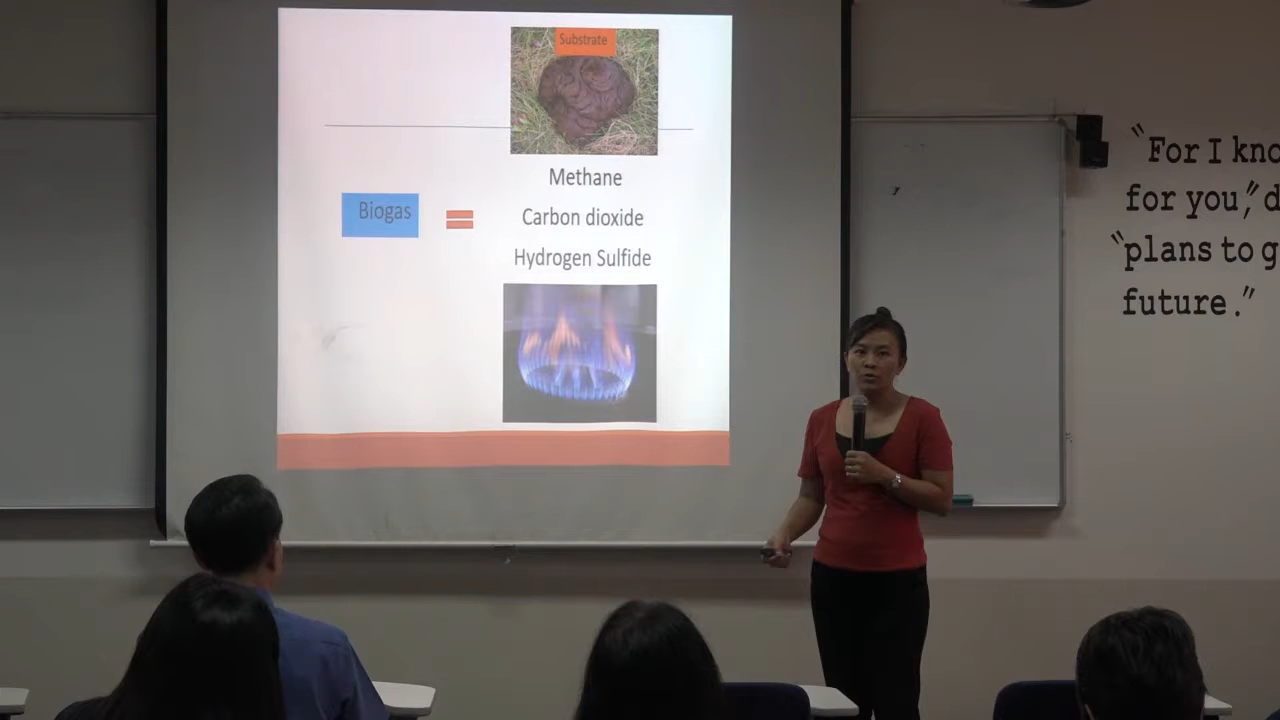 Substrate
Methane
Biogas
Carbon dioxide
Hydrogen Sulfide
"For I kno
for you," d
"plans to g
future."